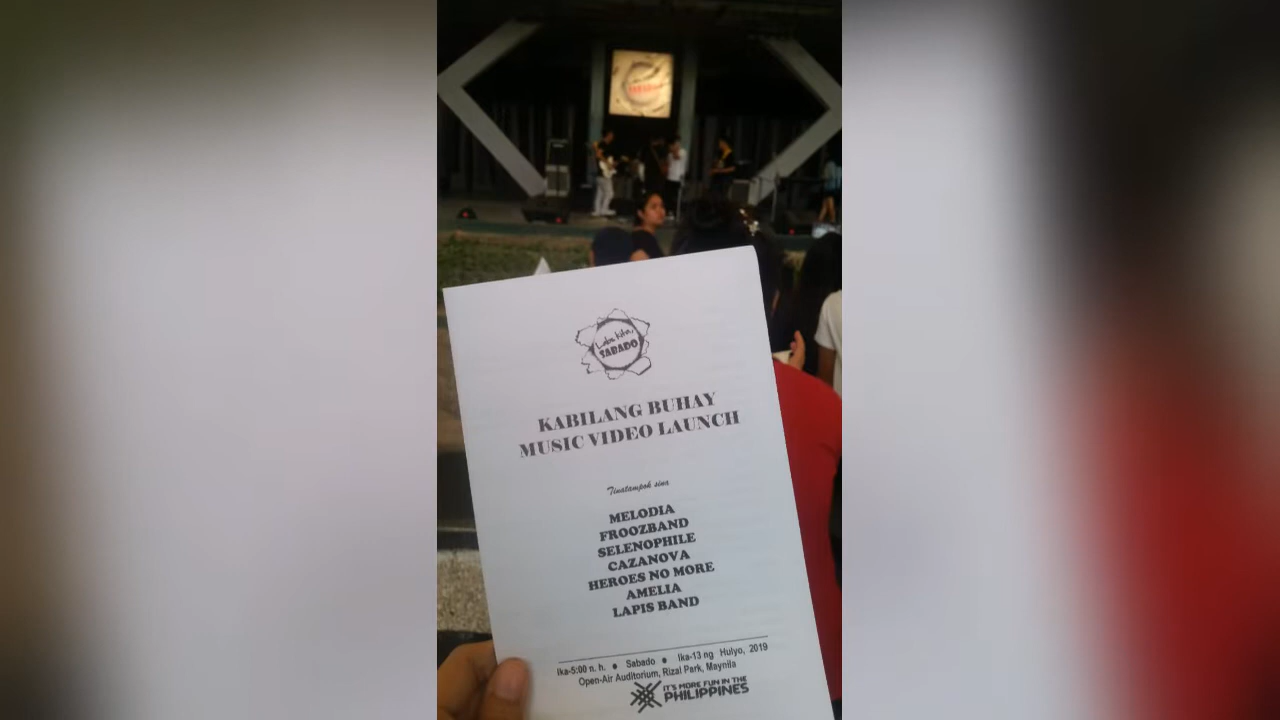 Labs kita,
SABADO
KABILANG BUHAY
MUSIC VIDEO LAUNCH
Tinatampok sina
MELODIA
FROOZBAND
SELENOPHILE
CAZANOVA
HEROES NO MORE
AMELIA
LAPIS BAND
Ika-5:00 n. h. ● Sabado ● Ika-13 ng Hulyo, 2019
Open-Air Auditorium, Rizal Park, Maynila
IT'S MORE FUN IN THE
PHILIPPINES